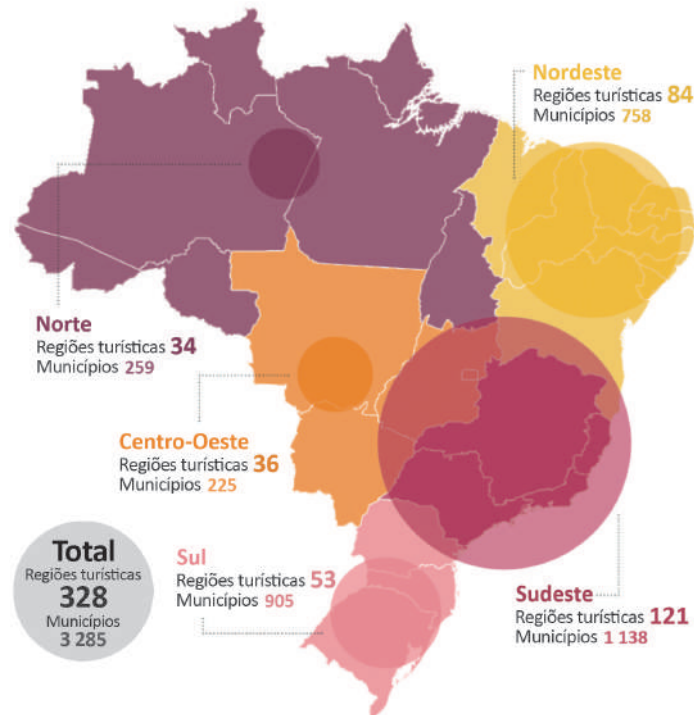 Nordeste
Regiões turísticas 84
Municípios 758
Norte
Regiões turísticas 34
Municípios 259
Centro-Oeste
Regiões turísticas 36
Municípios 225
Total
Regiões turísticas
328
Municípios
3 285
Sul
Regiões turísticas 53
Municípios 905
Sudeste
Regiões turísticas 121
Municípios 1 138